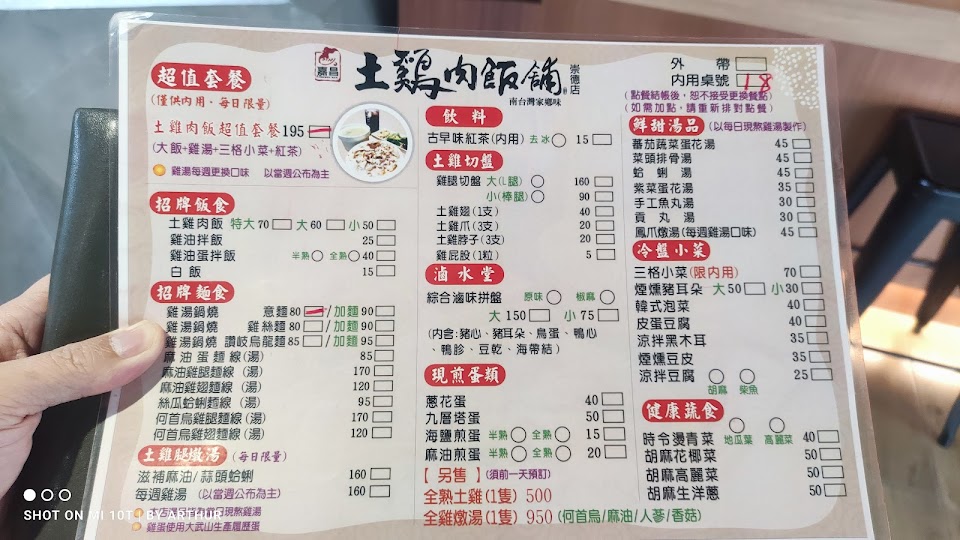 嘉昌 土雞肉飯舖 崇德店
南台灣家鄉味
外 帶
內用桌號 18
(點餐結帳後,恕不接受更換餐點)
(如需加點,請重新排對點餐)
超值套餐
(僅供內用.每日限量)
土雞肉飯超值套餐195
(大飯+雞湯+三格小菜+紅茶)
雞湯每週更換口味 以當週公布為主
招牌飯食
土雞肉飯 特大70 大60 小50
雞油拌飯 25
雞油蛋拌飯 半熟 全熟 40
白飯 15
招牌麵食
雞湯鍋燒 意麵80 /加麵90
雞湯鍋燒 雞絲麵80 /加麵90
雞湯鍋燒 讚岐烏龍麵85 /加麵95
麻油蛋麵線(湯) 85
麻油雞腿麵線(湯) 170
麻油雞翅麵線(湯) 120
絲瓜蛤蜊麵線(湯) 95
何首烏雞腿麵線(湯) 170
何首烏雞翅麵線(湯) 120
土雞腿燉湯 (每日限量)
滋補麻油/蒜頭蛤蜊 160
每週雞湯 (以當週公布為主) 160
現熬雞湯
雞蛋使用大武山生產履歷蛋
飲料
古早味紅茶(內用) 去冰 15
土雞切盤
雞腿切盤 大(L腿) 160
小(棒腿) 90
土雞翅(1支) 40
土雞爪(3支) 20
土雞脖子(3支) 20
雞屁股(1粒) 5
滷水堂
綜合滷味拼盤 原味 椒麻
大 150 小 75
(內容:豬心、豬耳朵、鳥蛋、鴨心
、鴨胗、豆乾、海帶結)
現煎蛋類
蔥花蛋 40
九層塔蛋 50
海鹽煎蛋 半熟 全熟 15
麻油煎蛋 半熟 全熟 20
【另售】(須前一天預訂)
全熟土雞(1隻) 500
全雞燉湯(1隻) 950 (何首烏/麻油/人蔘/香菇)
鮮甜湯品 (以每日現熬雞湯製作)
蕃茄蔬菜蛋花湯 45
菜頭排骨湯 45
蛤蜊湯 45
紫菜蛋花湯 35
手工魚丸湯 30
貢丸湯 30
鳳爪燉湯(每週雞湯口味) 45
冷盤小菜
三格小菜(限內用) 70
煙燻豬耳朵 大50 小30
韓式泡菜 40
皮蛋豆腐 40
涼拌黑木耳 35
煙燻豆皮 35
涼拌豆腐 25
胡麻 柴魚
健康蔬食
時令燙青菜 地瓜葉 高麗菜 40
胡麻花椰菜 50
胡麻高麗菜 50
胡麻生洋蔥 50
SHOT ON MI 10T | BY ARTHUR